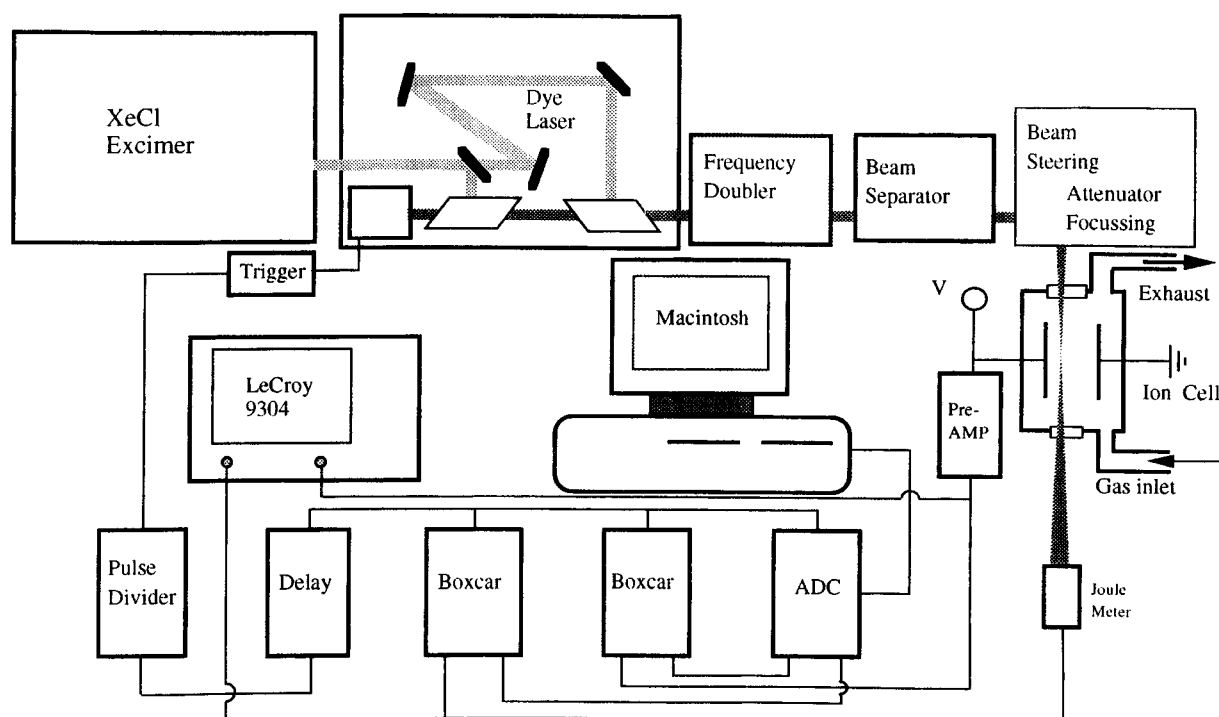 XeCl
Excimer
Dye
Laser
Frequency
Doubler
Beam
Separator
Beam
Steering
Attenuator
Focussing
Trigger
Macintosh
V
Exhaust
LeCroy
9304
Pre-
AMP
Ion Cell
Gas inlet
Pulse
Divider
Delay
Boxcar
Boxcar
ADC
Joule
Meter